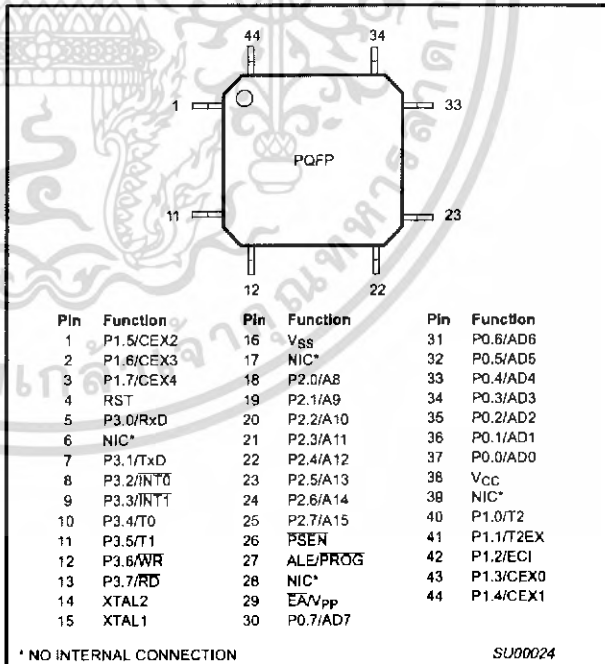 44 34
1 33
PQFP
11 23
12 22
Pin Function Pin Function Pin Function
1 P1.5/CEX2 16 VSS 31 P0.6/AD6
2 P1.6/CEX3 17 NIC* 32 P0.5/AD5
3 P1.7/CEX4 18 P2.0/A8 33 P0.4/AD4
4 RST 19 P2.1/A9 34 P0.3/AD3
5 P3.0/RxD 20 P2.2/A10 35 P0.2/AD2
6 NIC* 21 P2.3/A11 36 P0.1/AD1
7 P3.1/TxD 22 P2.4/A12 37 P0.0/AD0
8 P3.2/INT0 23 P2.5/A13 38 VCC
9 P3.3/INT1 24 P2.6/A14 39 NIC*
10 P3.4/T0 25 P2.7/A15 40 P1.0/T2
11 P3.5/T1 26 PSEN 41 P1.1/T2EX
12 P3.6/WR 27 ALE/PROG 42 P1.2/ECI
13 P3.7/RD 28 NIC* 43 P1.3/CEX0
14 XTAL2 29 EA/VPP 44 P1.4/CEX1
15 XTAL1 30 P0.7/AD7
* NO INTERNAL CONNECTION SU00024